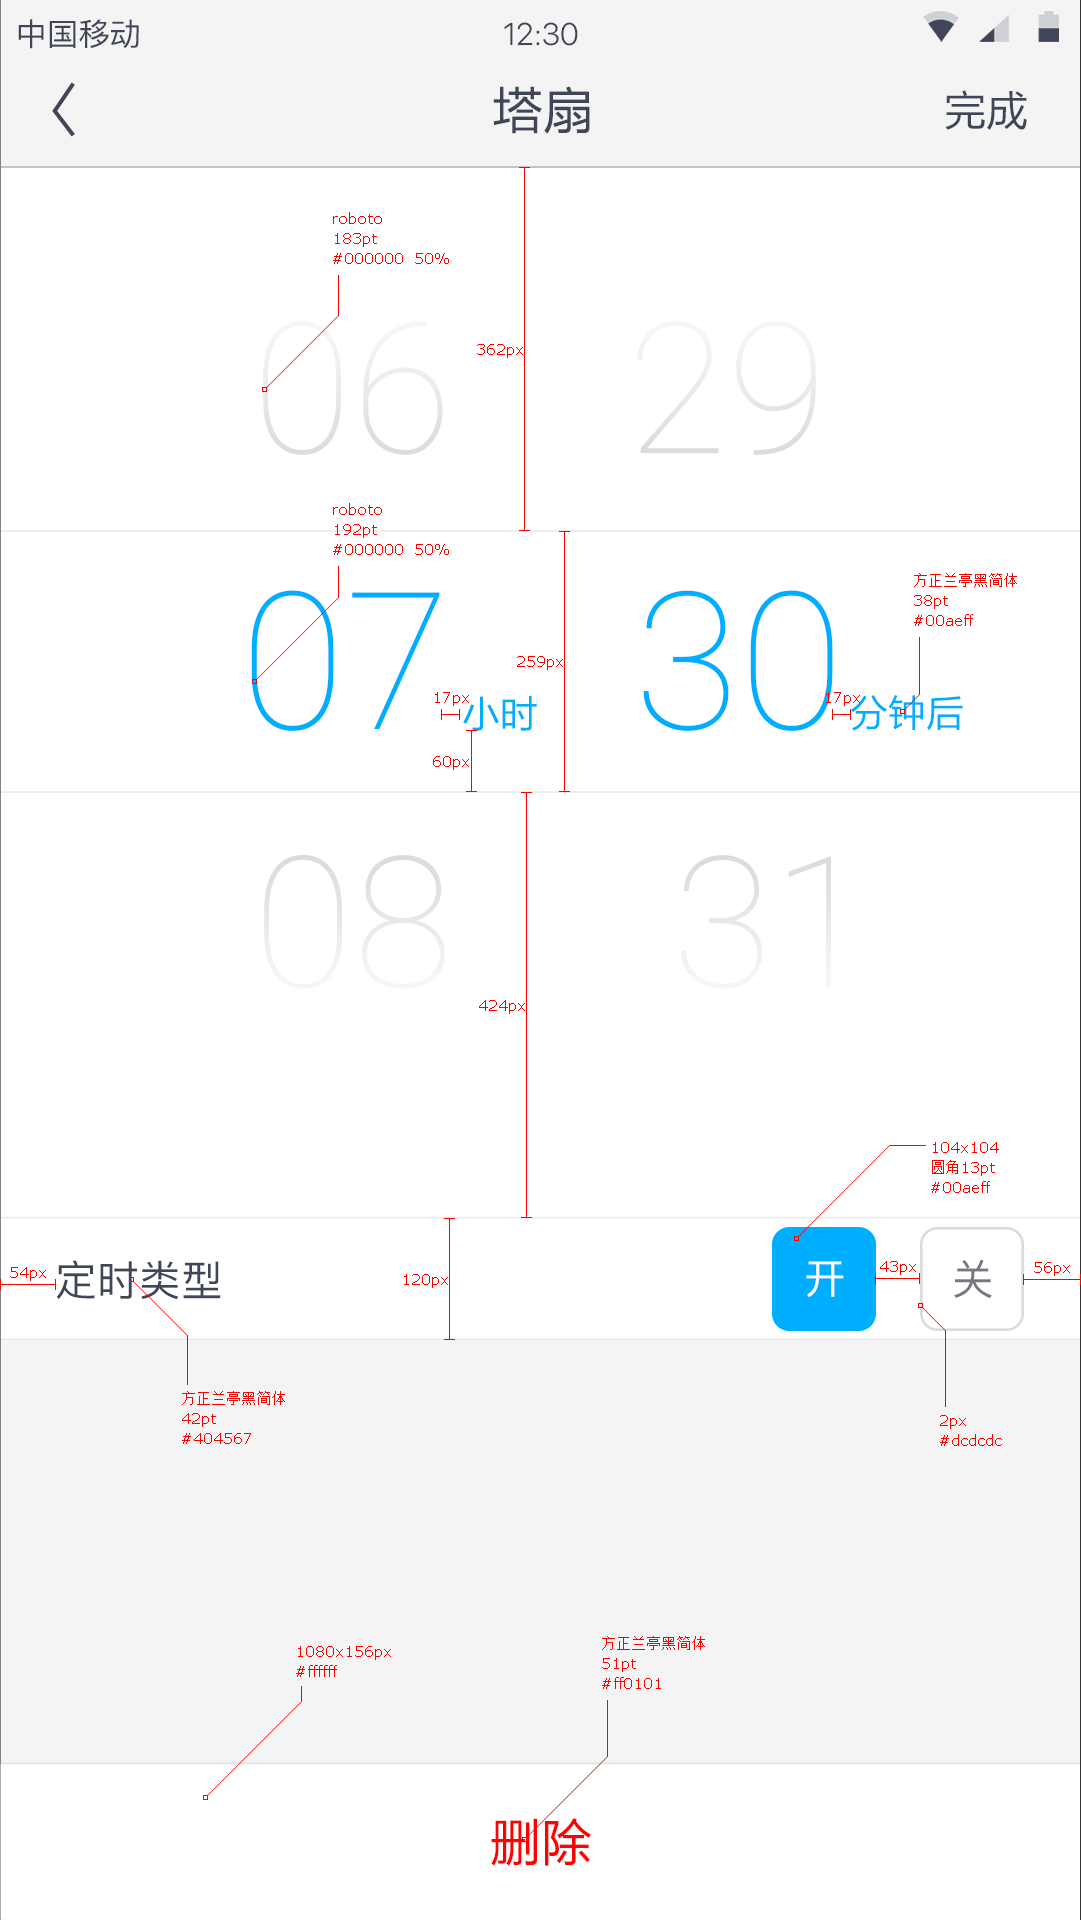 中国移动 12:30
塔扇 完成
roboto
183pt
#000000 50%
362px
06 29
roboto
192pt
#000000 50%
方正兰亭黑简体
38pt
#00aeff
259px
17px 17px
07 小时 30 分钟后
60px
08 31
424px
104x104
圆角13pt
#00aeff
54px 定时类型 120px 开 43px 关 56px
方正兰亭黑简体
42pt
#404567
2px
#dcdcdc
1080x156px
#ffffff
方正兰亭黑简体
51pt
#ff0101
删除